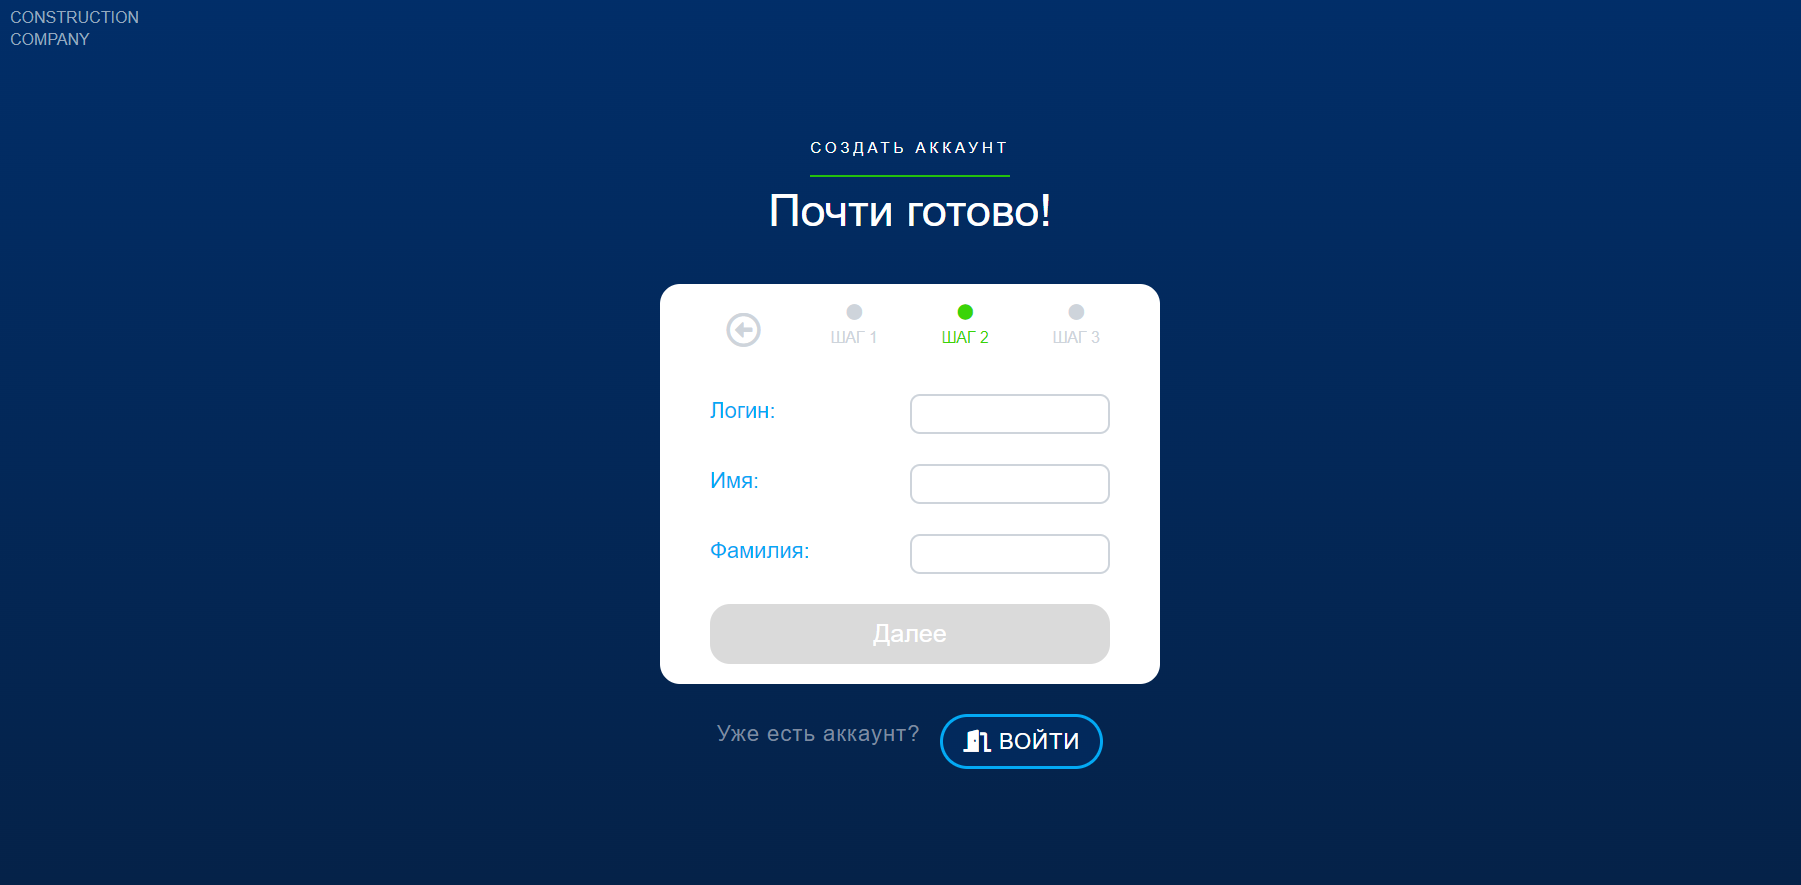 CONSTRUCTION
COMPANY
СОЗДАТЬ АККАУНТ
Почти готово!
ШАГ 1 ШАГ 2 ШАГ 3
Логин:
Имя:
Фамилия:
Далее
Уже есть аккаунт? ВОЙТИ